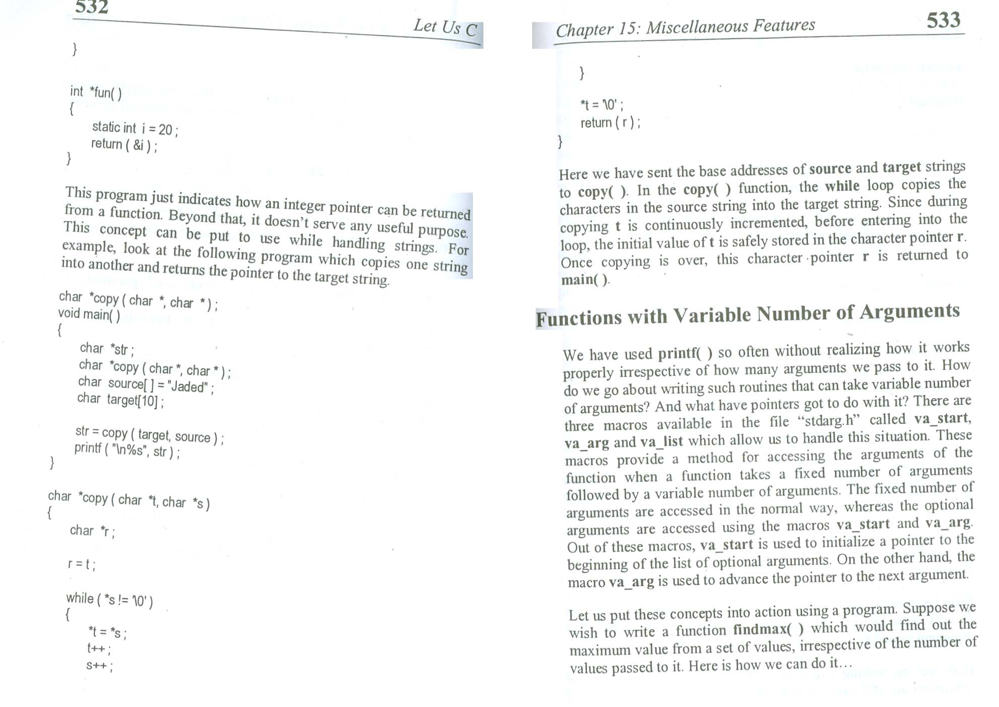 532
Let Us C
}
int *fun( )
{
static int i = 20 ;
return ( &i ) ;
}
This program just indicates how an integer pointer can be returned
from a function. Beyond that, it doesn't serve any useful purpose.
This concept can be put to use while handling strings. For
example, look at the following program which copies one string
into another and returns the pointer to the target string.
char *copy ( char *, char * ) ;
void main( )
{
char *str ;
char *copy ( char *, char * ) ;
char source[ ] = "Jaded" ;
char target[10] ;
str = copy ( target, source ) ;
printf ( "\n%s", str ) ;
}
char *copy ( char *t, char *s )
{
char *r ;
r = t ;
while ( *s != '\0' )
{
*t = *s ;
t++ ;
s++ ;
Chapter 15: Miscellaneous Features
533
}
*t = '\0' ;
return ( r ) ;
}
Here we have sent the base addresses of source and target strings
to copy( ). In the copy( ) function, the while loop copies the
characters in the source string into the target string. Since during
copying t is continuously incremented, before entering into the
loop, the initial value of t is safely stored in the character pointer r.
Once copying is over, this character pointer r is returned to
main( ).
Functions with Variable Number of Arguments
We have used printf( ) so often without realizing how it works
properly irrespective of how many arguments we pass to it. How
do we go about writing such routines that can take variable number
of arguments? And what have pointers got to do with it? There are
three macros available in the file “stdarg.h” called va_start,
va_arg and va_list which allow us to handle this situation. These
macros provide a method for accessing the arguments of the
function when a function takes a fixed number of arguments
followed by a variable number of arguments. The fixed number of
arguments are accessed in the normal way, whereas the optional
arguments are accessed using the macros va_start and va_arg.
Out of these macros, va_start is used to initialize a pointer to the
beginning of the list of optional arguments. On the other hand, the
macro va_arg is used to advance the pointer to the next argument.
Let us put these concepts into action using a program. Suppose we
wish to write a function findmax( ) which would find out the
maximum value from a set of values, irrespective of the number of
values passed to it. Here is how we can do it…